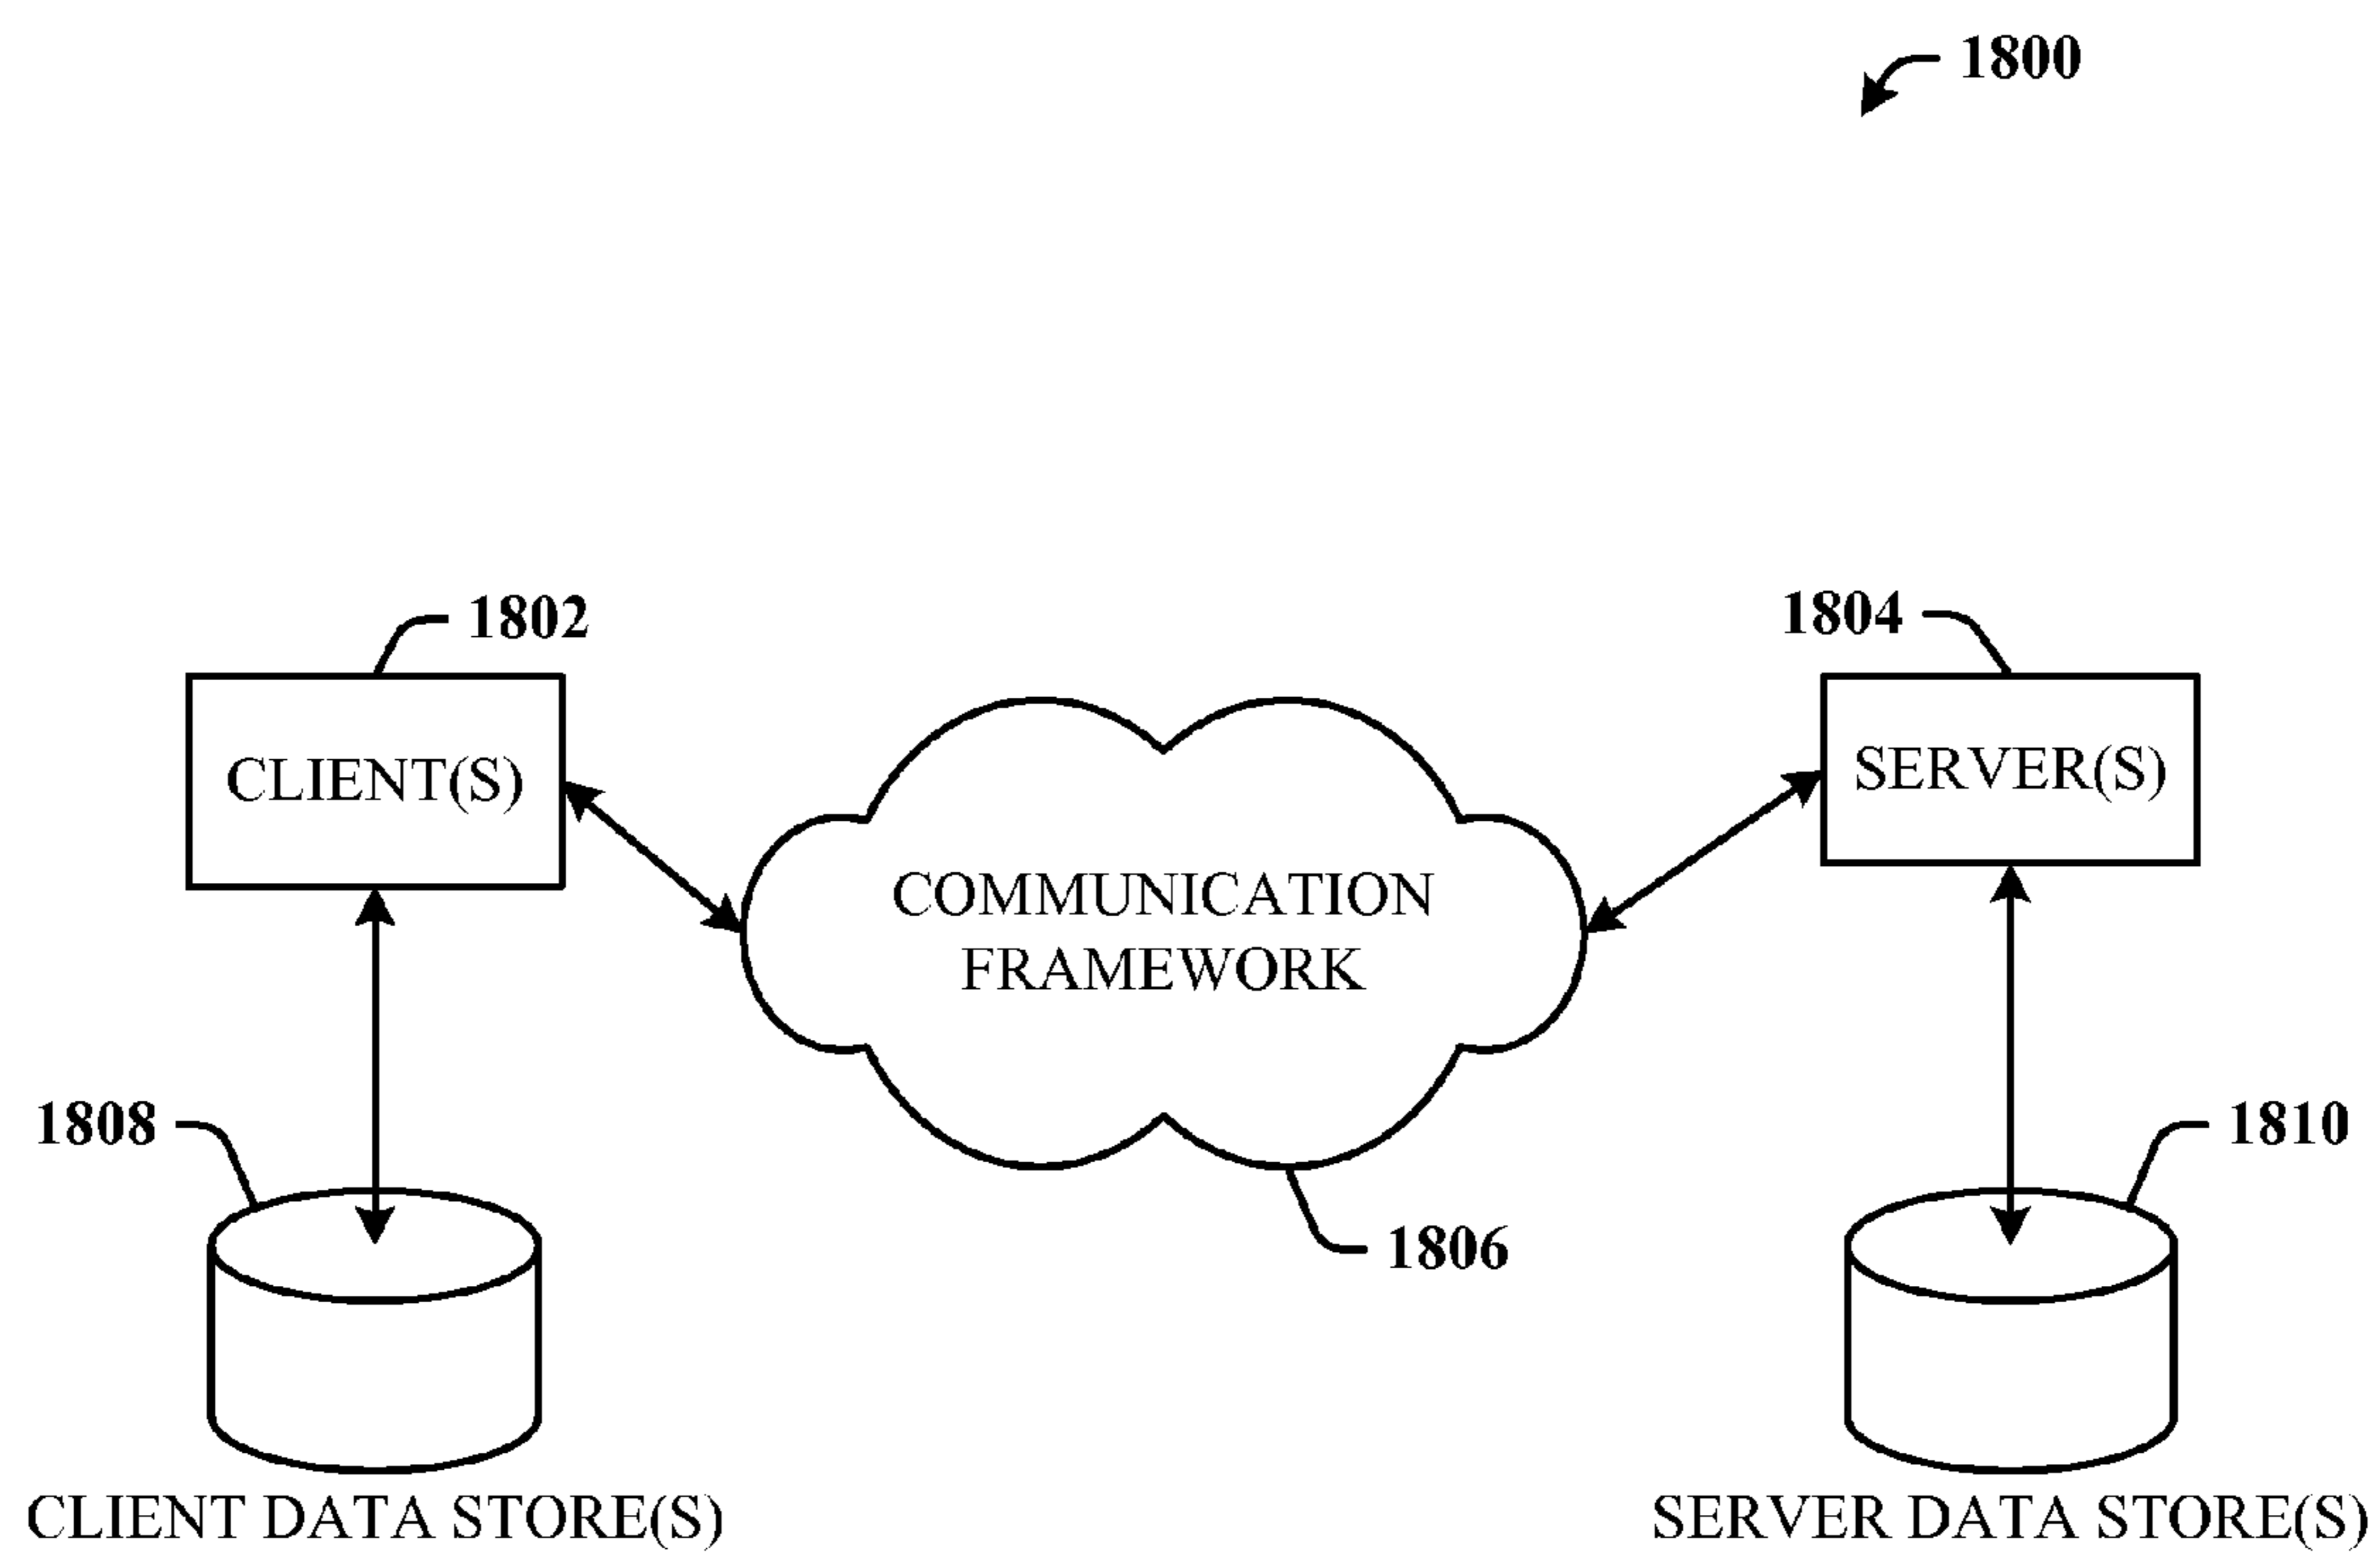 1800
1802
1804
CLIENT(S)
SERVER(S)
COMMUNICATION
FRAMEWORK
1808
1810
1806
CLIENT DATA STORE(S)
SERVER DATA STORE(S)